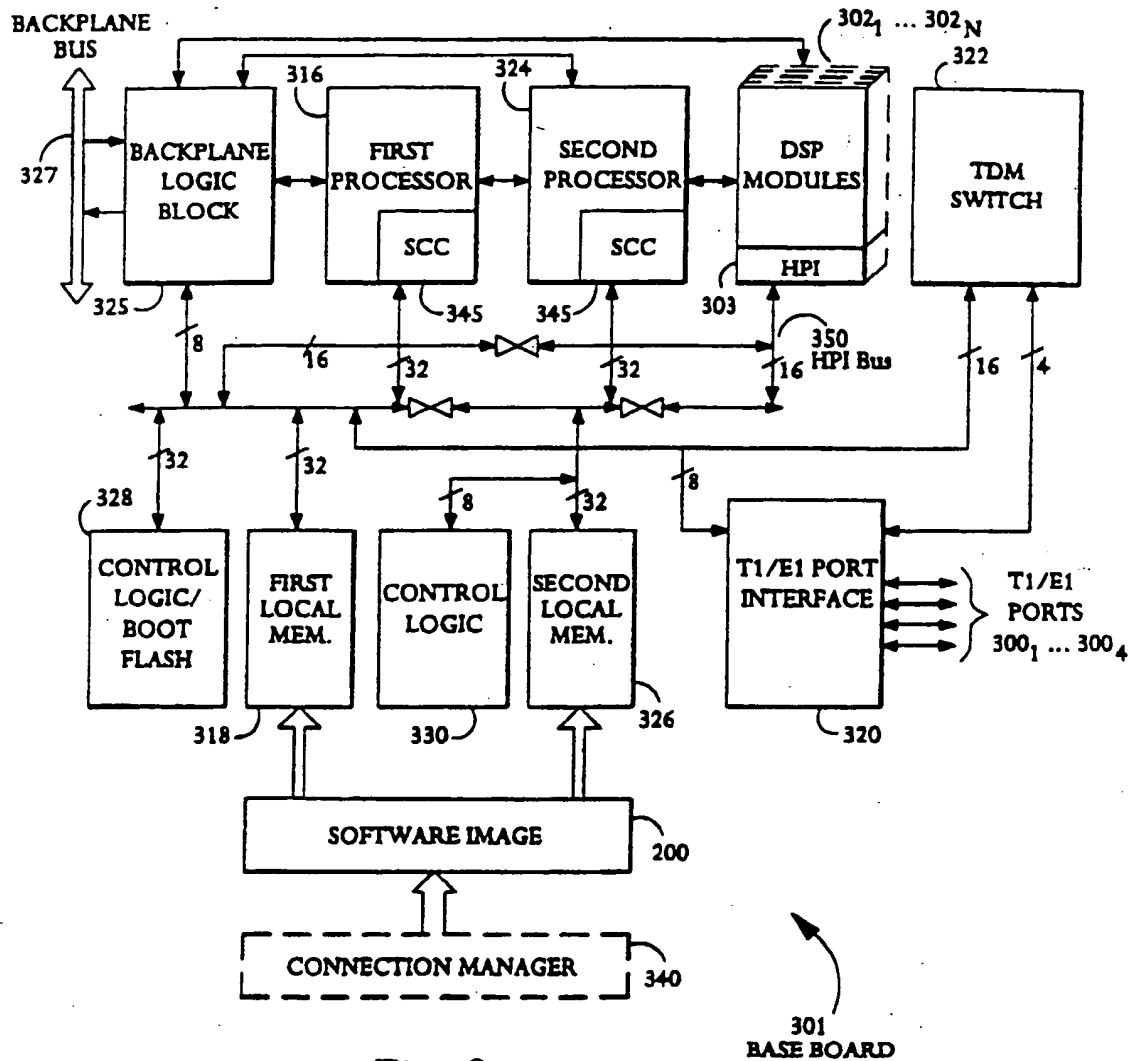 BACKPLANE
BUS
327
316
324
302₁ ... 302N
322
BACKPLANE
LOGIC
BLOCK
FIRST
PROCESSOR
SCC
SECOND
PROCESSOR
SCC
DSP
MODULES
HPI
TDM
SWITCH
325
345
345
303
350
HPI Bus
8
16
32
32
16
16
4
32
32
8
32
8
328
CONTROL
LOGIC/
BOOT
FLASH
FIRST
LOCAL
MEM.
CONTROL
LOGIC
SECOND
LOCAL
MEM.
T1/E1 PORT
INTERFACE
T1/E1
PORTS
300₁ ... 300₄
318
330
326
320
SOFTWARE IMAGE
200
CONNECTION MANAGER
340
301
BASE BOARD